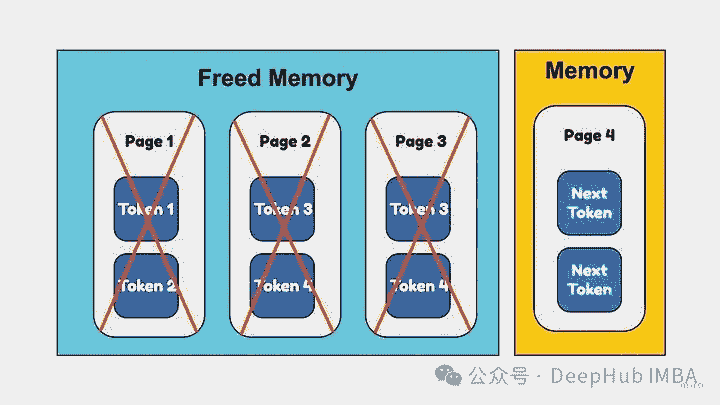 Freed Memory
Memory
Page 1
Page 2
Page 3
Page 4
Token 1
Token 3
Token 3
Next
Token
Token 2
Token 4
Token 4
Next
Token
公众号 · DeepHub IMBA